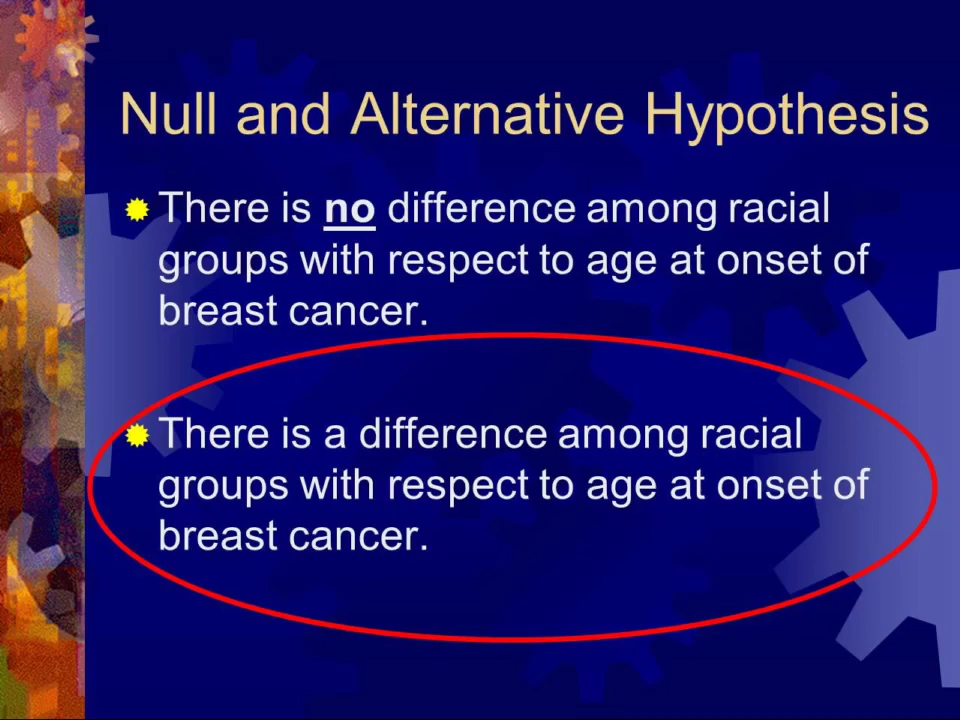 Null and Alternative Hypothesis
There is no difference among racial
groups with respect to age at onset of
breast cancer.
There is a difference among racial
groups with respect to age at onset of
breast cancer.